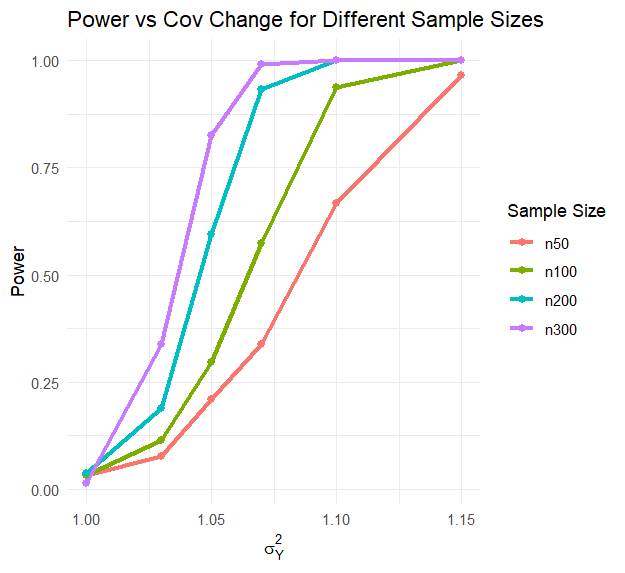 Power vs Cov Change for Different Sample Sizes
1.00
0.75
0.50
0.25
0.00
Power
1.00 1.05 1.10 1.15
σ²_Y
Sample Size
n50
n100
n200
n300